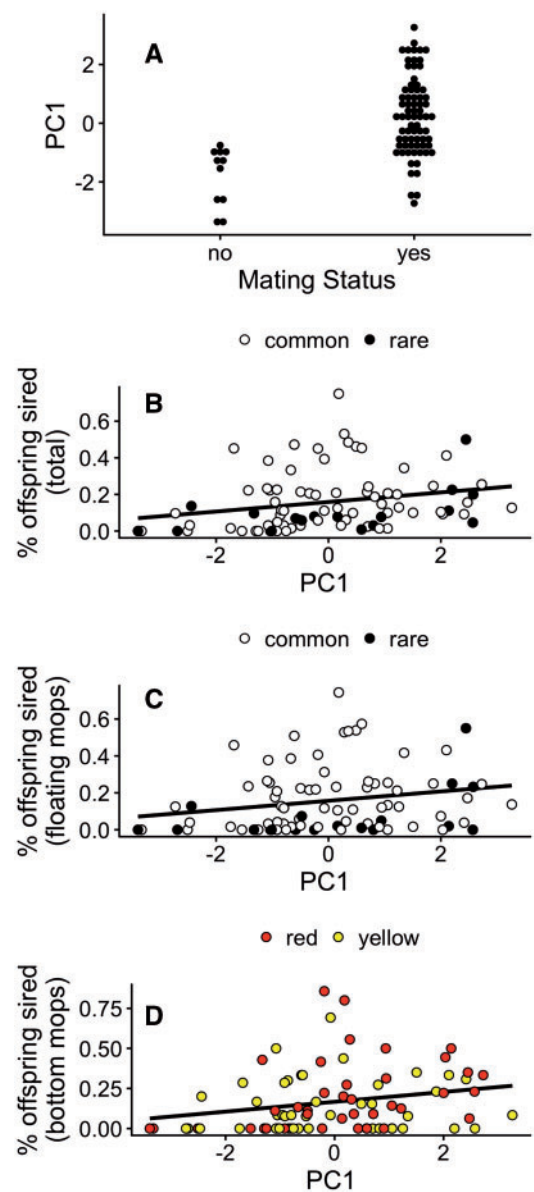 A
2
0
-2
PC1
no yes
Mating Status
common rare
B
% offspring sired
(total)
0.6
0.4
0.2
0.0
-2 0 2
PC1
common rare
C
% offspring sired
(floating mops)
0.6
0.4
0.2
0.0
-2 0 2
PC1
red yellow
D
% offspring sired
(bottom mops)
0.75
0.50
0.25
0.00
-2 0 2
PC1